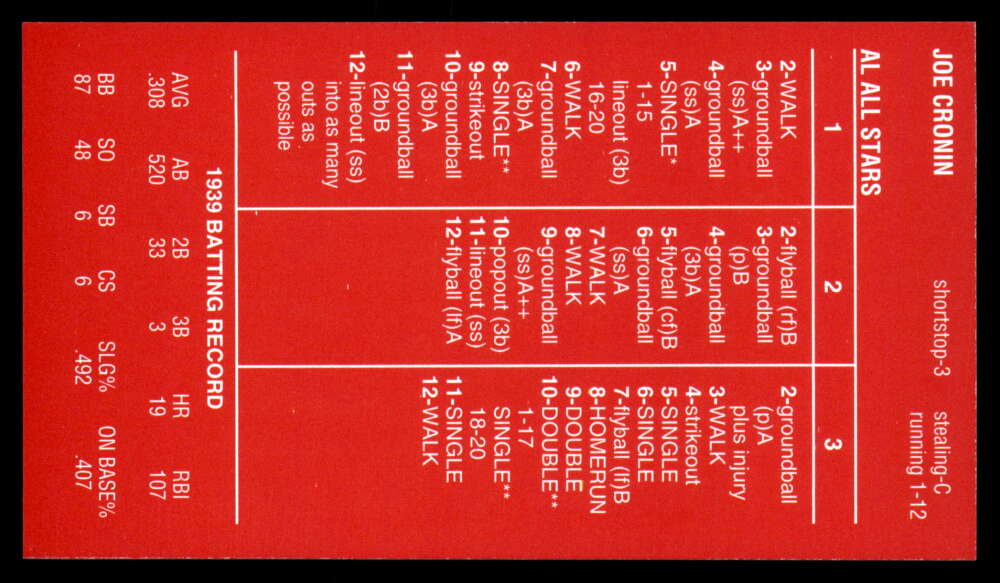 JOE CRONIN shortstop-3 stealing-C
running 1-12
AL ALL STARS
1 2 3
2-WALK
3-groundball
(ss)A++
4-groundball
(ss)A
5-SINGLE*
1-15
lineout (3b)
16-20
6-WALK
7-groundball
(3b)A
8-SINGLE**
9-strikeout
10-groundball
(3b)A
11-groundball
(2b)B
12-lineout (ss)
into as many
outs as
possible
2-flyball (rf)B
3-groundball
(p)B
4-groundball
(3b)A
5-flyball (cf)B
6-groundball
(ss)A
7-WALK
8-WALK
9-groundball
(ss)A++
10-popout (3b)
11-lineout (ss)
12-flyball (lf)A
2-groundball
(p)A
plus injury
3-WALK
4-strikeout
5-SINGLE
6-SINGLE
7-flyball (lf)B
8-HOMERUN
9-DOUBLE
10-DOUBLE**
1-17
SINGLE**
18-20
11-SINGLE
12-WALK
1939 BATTING RECORD
AVG AB 2B 3B HR RBI
.308 520 33 3 19 107
BB SO SB CS SLG% ON BASE%
87 48 6 6 .492 .407